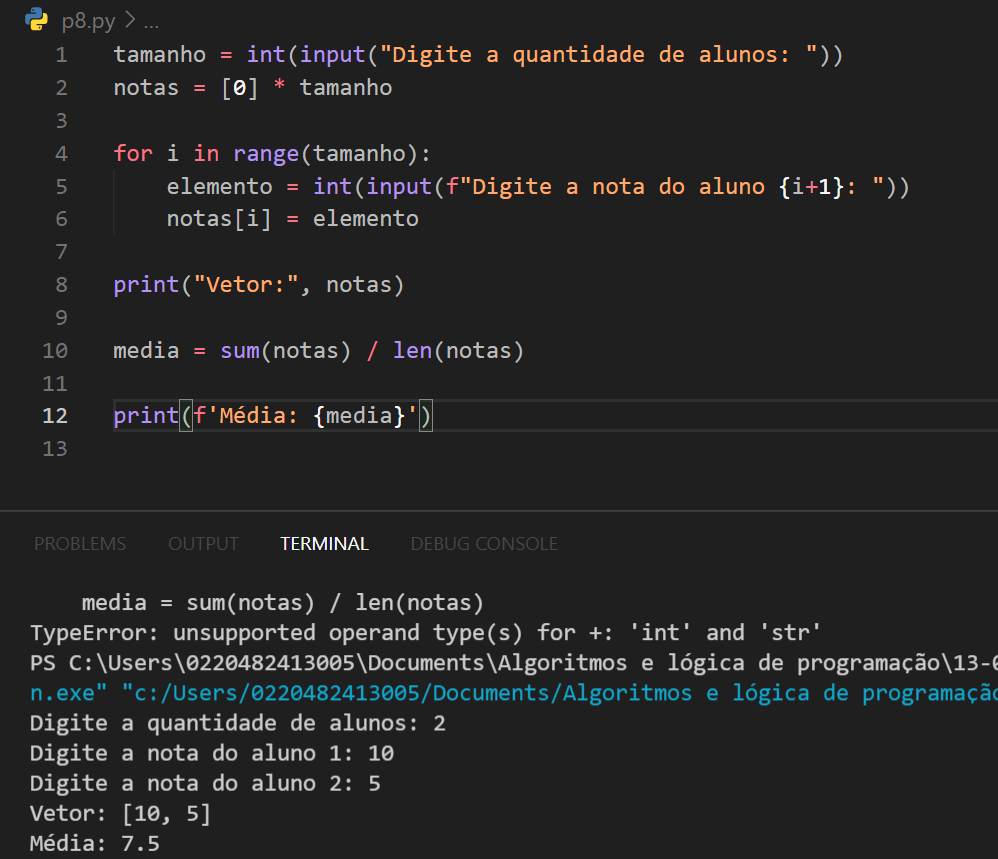 p8.py > ...
1 tamanho = int(input("Digite a quantidade de alunos: "))
2 notas = [0] * tamanho
3
4 for i in range(tamanho):
5     elemento = int(input(f"Digite a nota do aluno {i+1}: "))
6     notas[i] = elemento
7
8 print("Vetor:", notas)
9
10 media = sum(notas) / len(notas)
11
12 print(f'Média: {media}')
13
PROBLEMS OUTPUT TERMINAL DEBUG CONSOLE
    media = sum(notas) / len(notas)
TypeError: unsupported operand type(s) for +: 'int' and 'str'
PS C:\Users\0220482413005\Documents\Algoritmos e lógica de programação\13-0
n.exe" "c:/Users/0220482413005/Documents/Algoritmos e lógica de programação
Digite a quantidade de alunos: 2
Digite a nota do aluno 1: 10
Digite a nota do aluno 2: 5
Vetor: [10, 5]
Média: 7.5